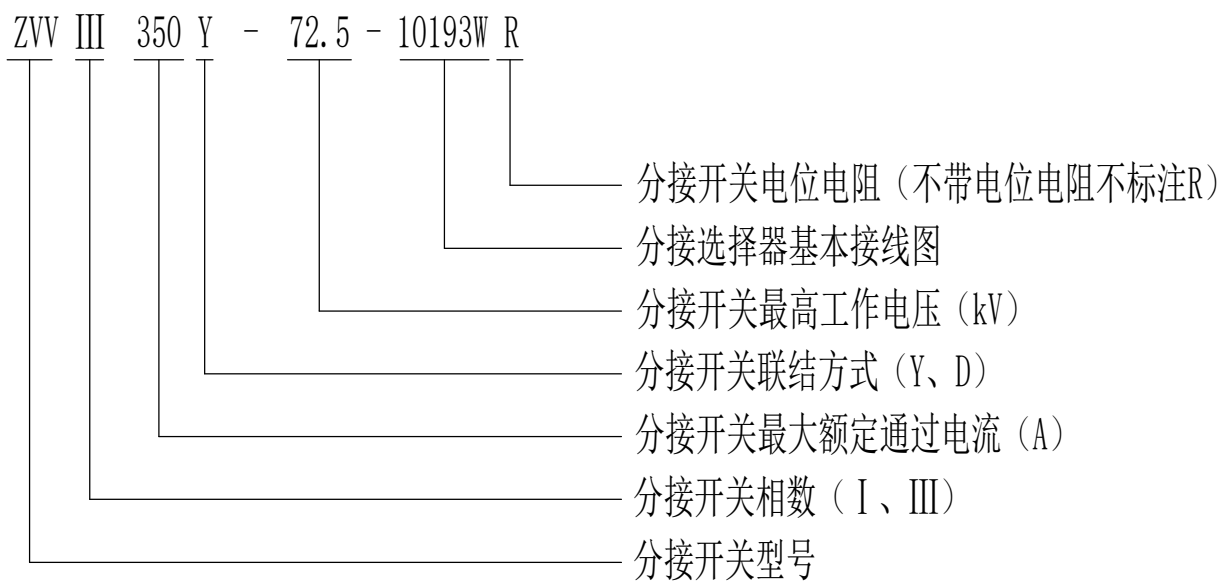 ZVV Ⅲ 350 Y - 72.5 - 10193W R
分接开关电位电阻（不带电位电阻不标注R）
分接选择器基本接线图
分接开关最高工作电压（kV）
分接开关联结方式（Y、D）
分接开关最大额定通过电流（A）
分接开关相数（Ⅰ、Ⅲ）
分接开关型号